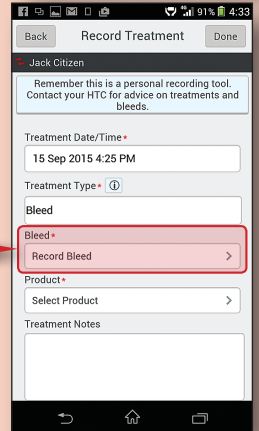 91% 4:33
Back Record Treatment Done
Jack Citizen
Remember this is a personal recording tool.
Contact your HTC for advice on treatments and
bleeds.
Treatment Date/Time*
15 Sep 2015 4:25 PM
Treatment Type*
Bleed
Bleed*
Record Bleed
Product*
Select Product
Treatment Notes